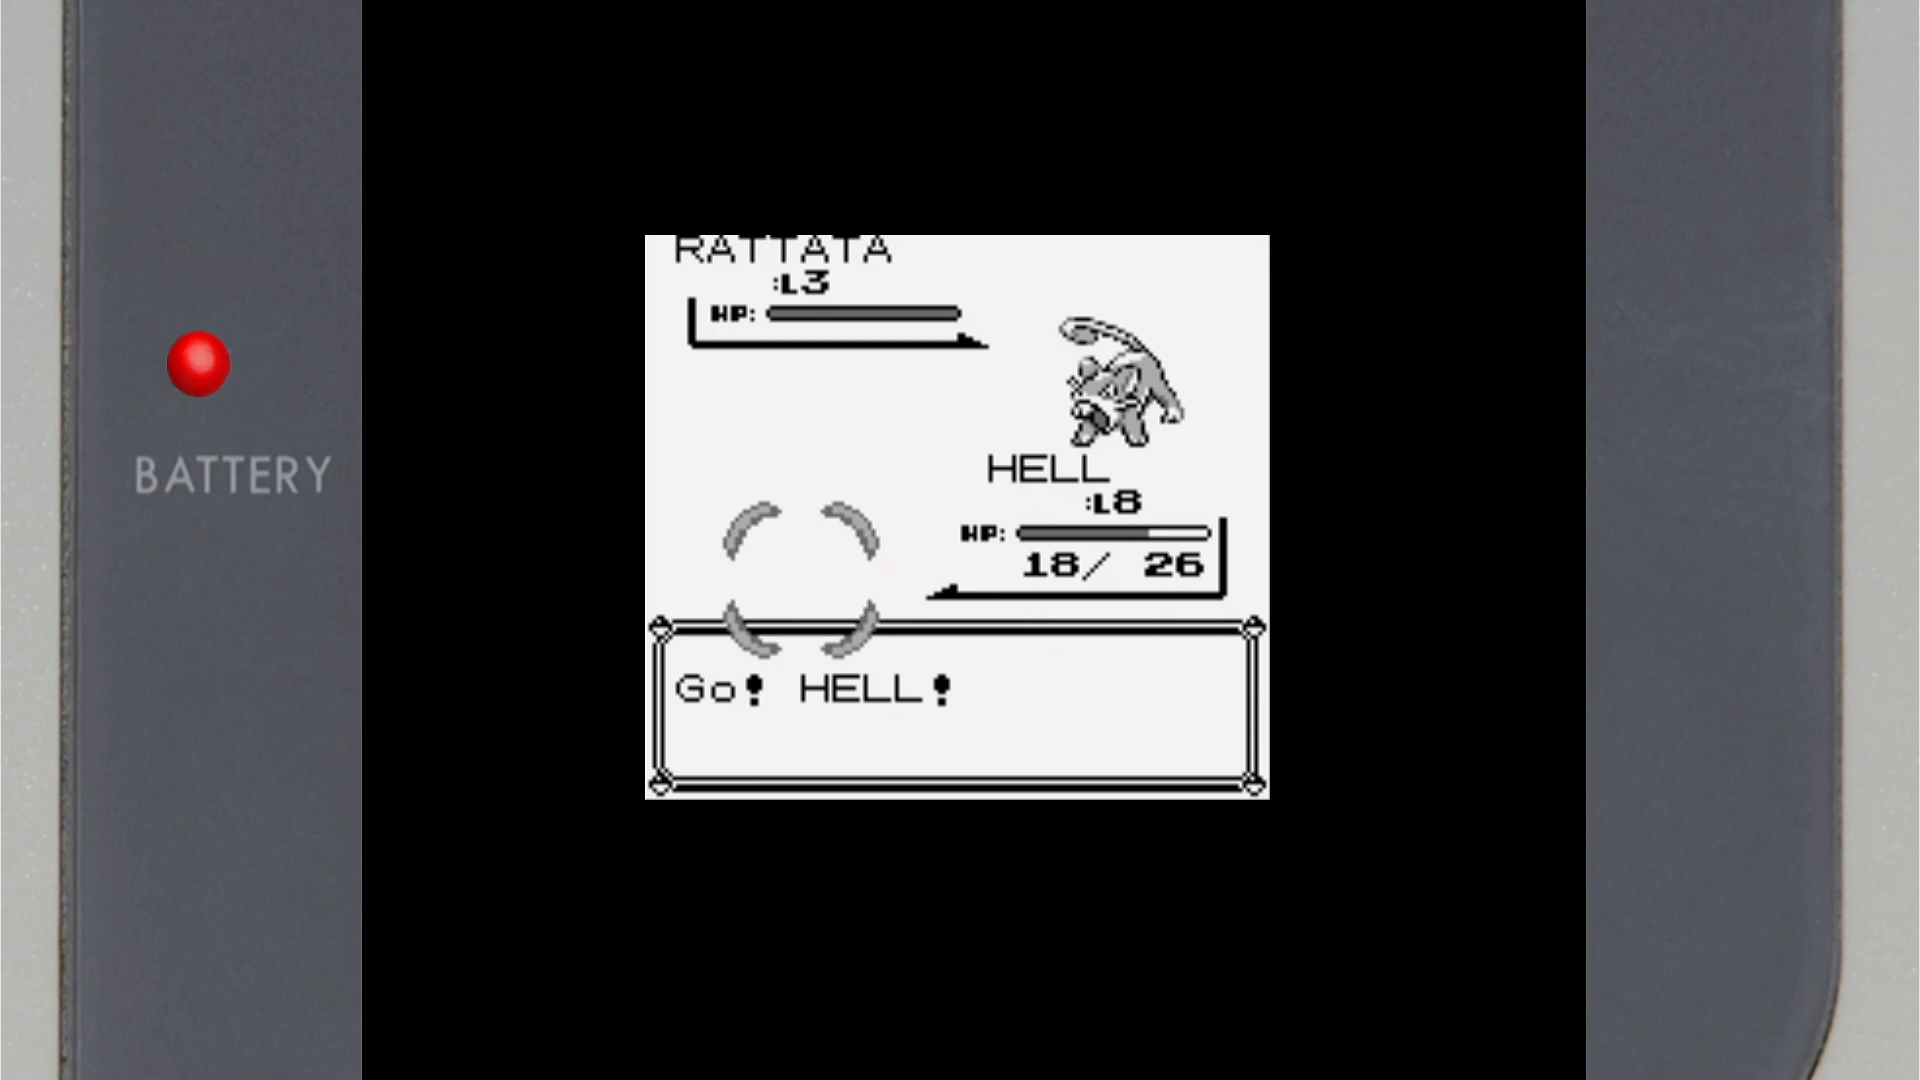 RATTATA
:L3
HP:
BATTERY
HELL
:L8
HP:
18/ 26
Go! HELL!